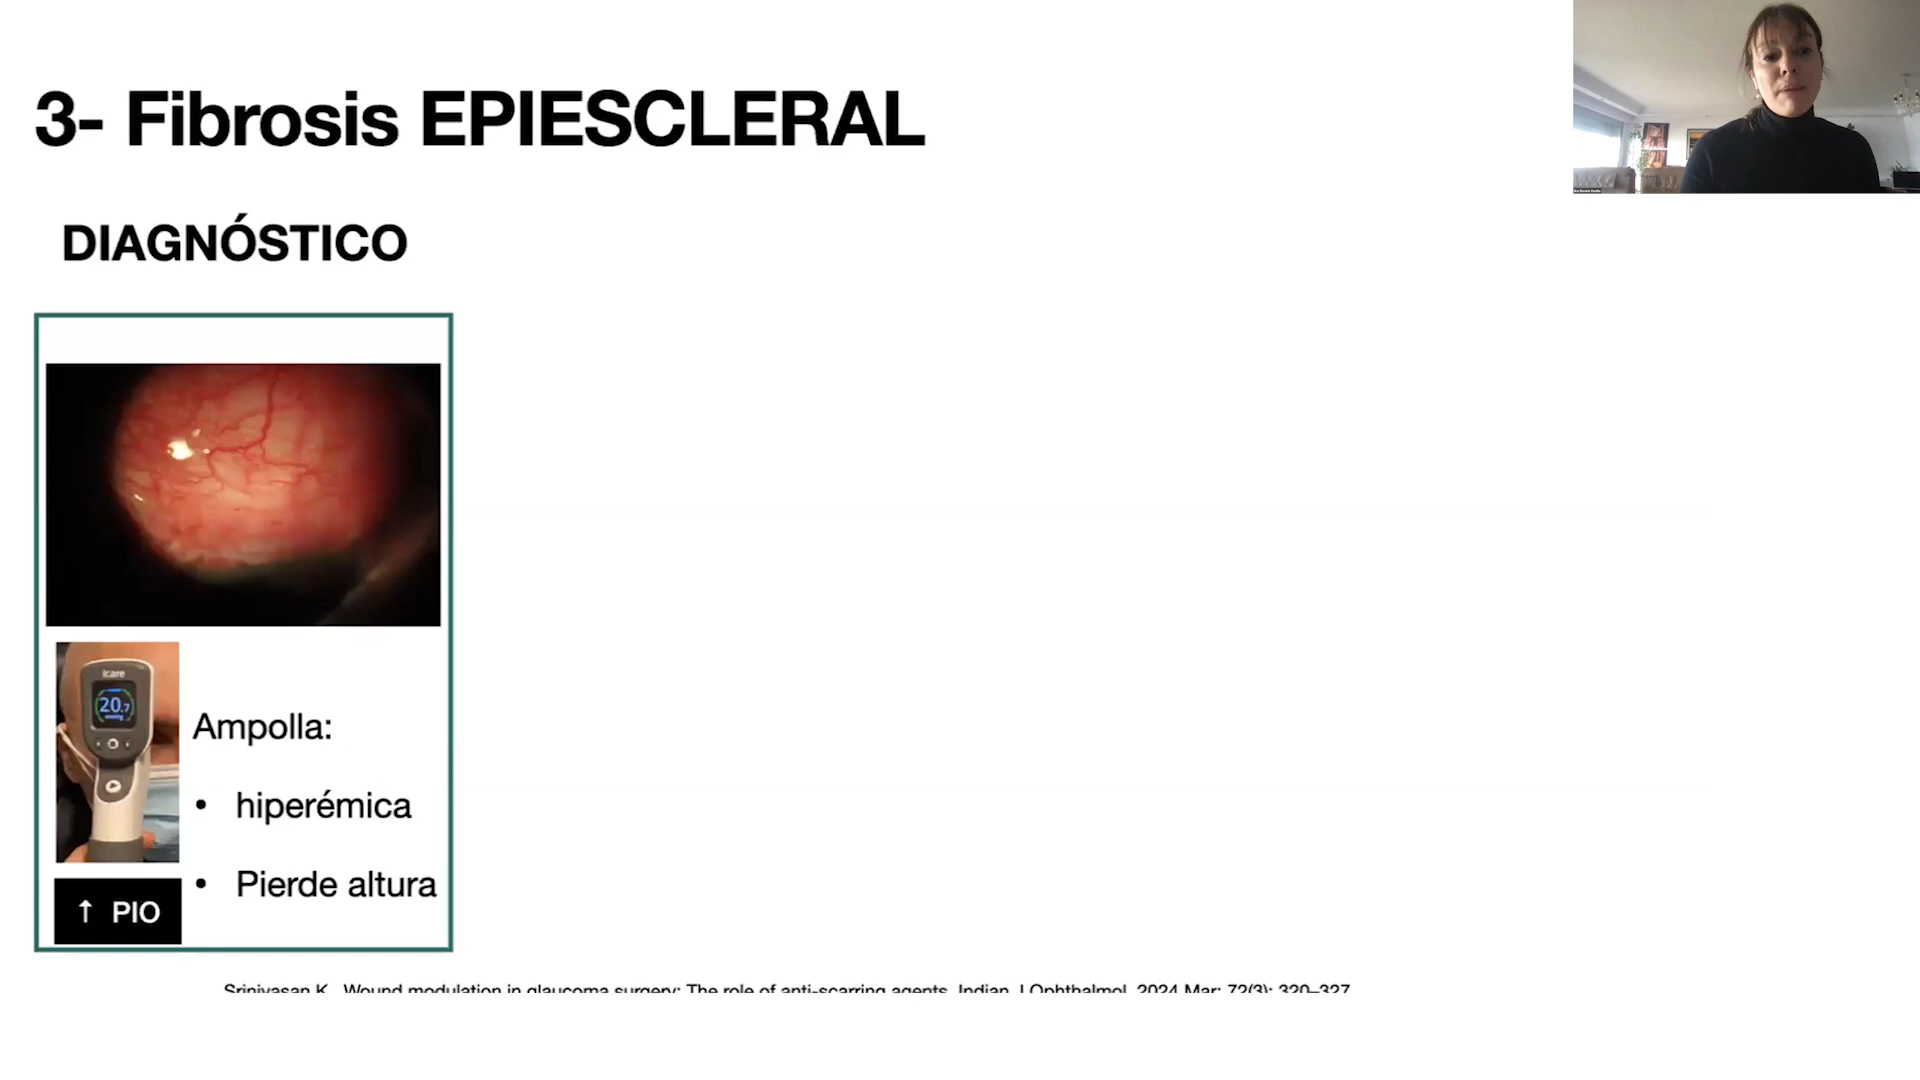 3- Fibrosis EPIESCLERAL
DIAGNÓSTICO
icare
20.7
Ampolla:
• hiperémica
• Pierde altura
↑ PIO
Srinivasan K. Wound modulation in glaucoma surgery: The role of anti-scarring agents. Indian J Ophthalmol. 2024 Mar; 72(3): 320–327